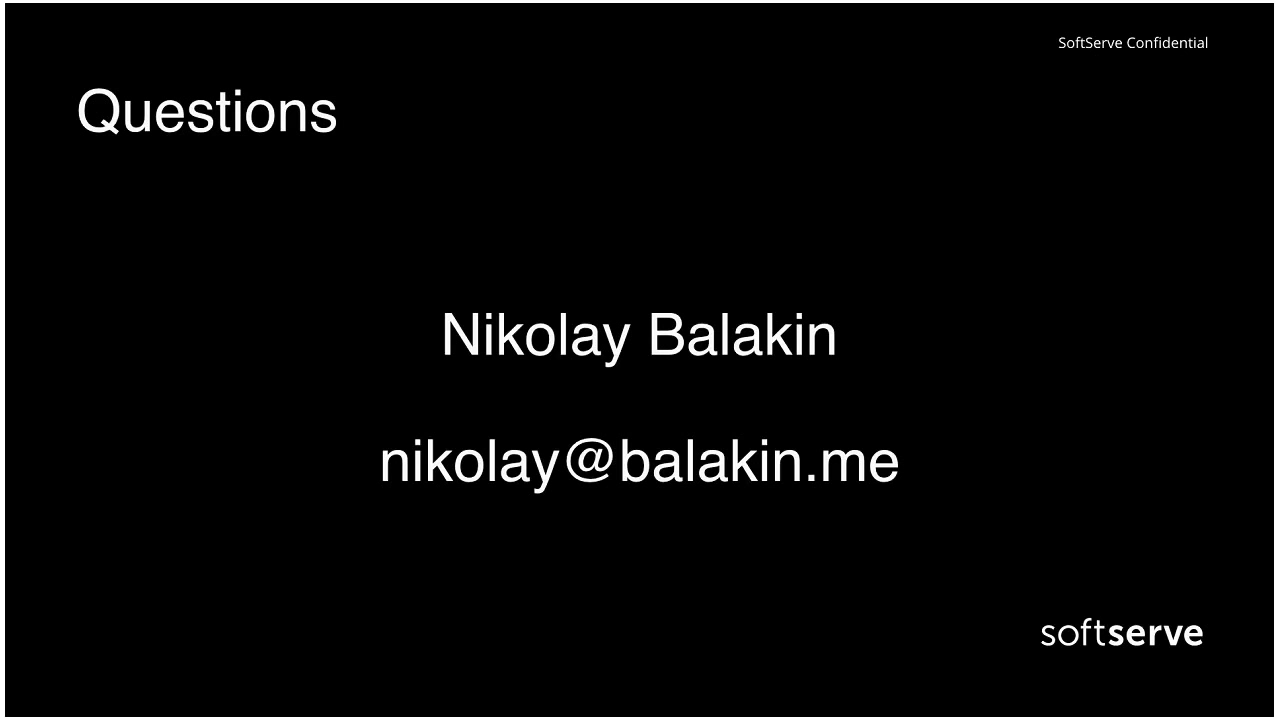 SoftServe Confidential
Questions
Nikolay Balakin
nikolay@balakin.me
softserve